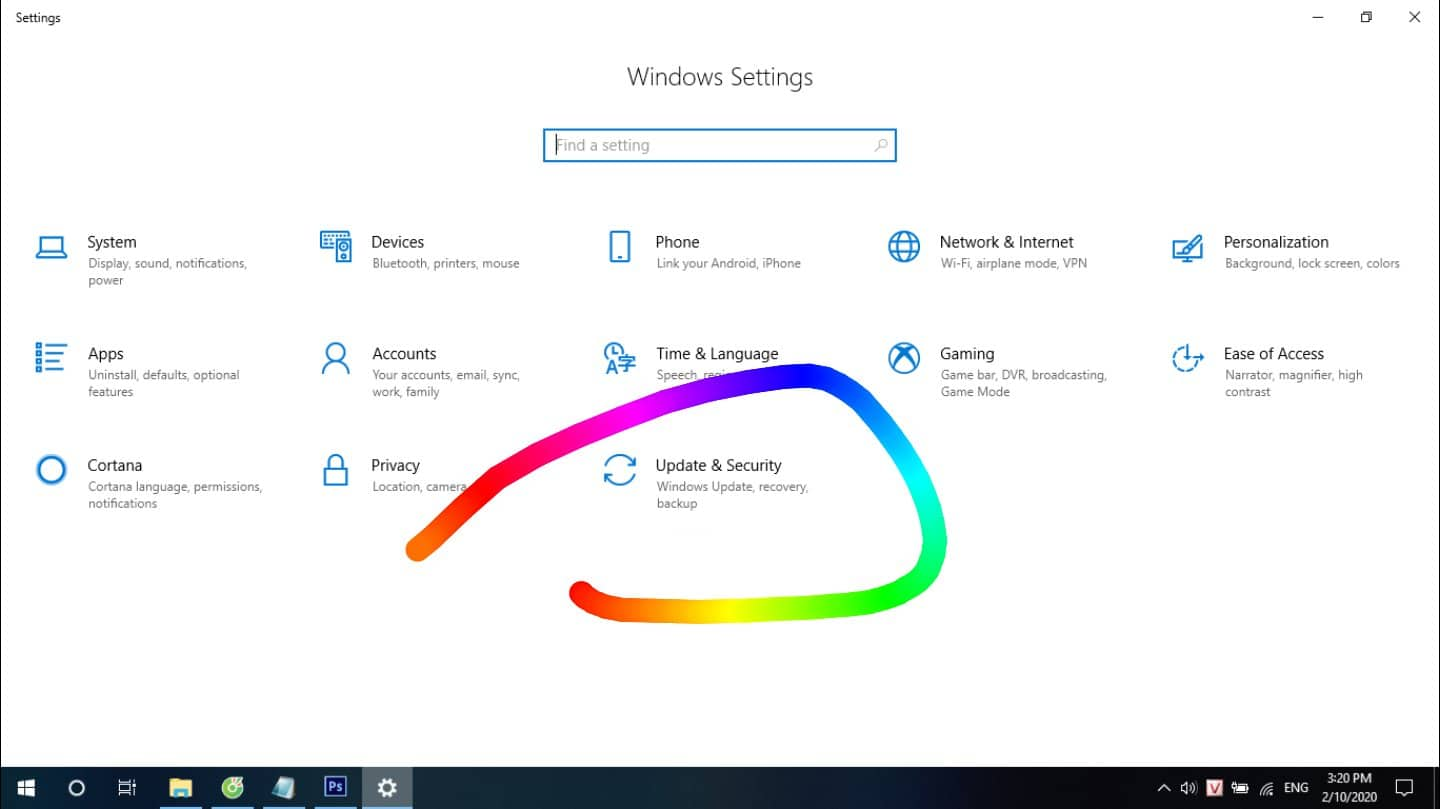 Settings
Windows Settings
Find a setting
System
Display, sound, notifications,
power
Devices
Bluetooth, printers, mouse
Phone
Link your Android, iPhone
Network & Internet
Wi-Fi, airplane mode, VPN
Personalization
Background, lock screen, colors
Apps
Uninstall, defaults, optional
features
Accounts
Your accounts, email, sync,
work, family
Time & Language
Speech,
Gaming
Game bar, DVR, broadcasting,
Game Mode
Ease of Access
Narrator, magnifier, high
contrast
Cortana
Cortana language, permissions,
notifications
Privacy
Location, camera
Update & Security
Windows Update, recovery,
backup
Ps
V
ENG
3:20 PM
2/10/2020